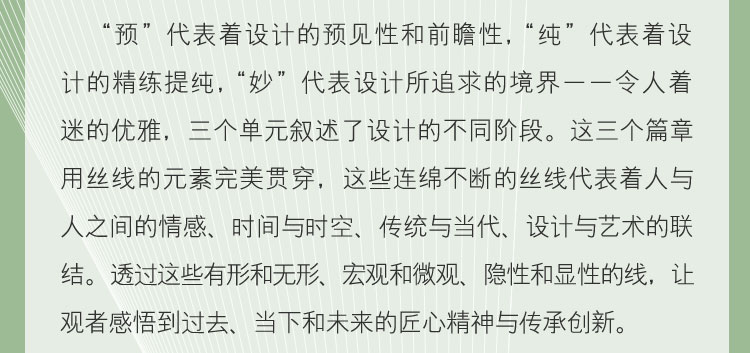 “预”代表着设计的预见性和前瞻性，“纯”代表着设
计的精练提纯，“妙”代表设计所追求的境界——令人着
迷的优雅，三个单元叙述了设计的不同阶段。这三个篇章
用丝线的元素完美贯穿，这些连绵不断的丝线代表着人与
人之间的情感、时间与时空、传统与当代、设计与艺术的联
结。透过这些有形和无形、宏观和微观、隐性和显性的线，让
观者感悟到过去、当下和未来的匠心精神与传承创新。